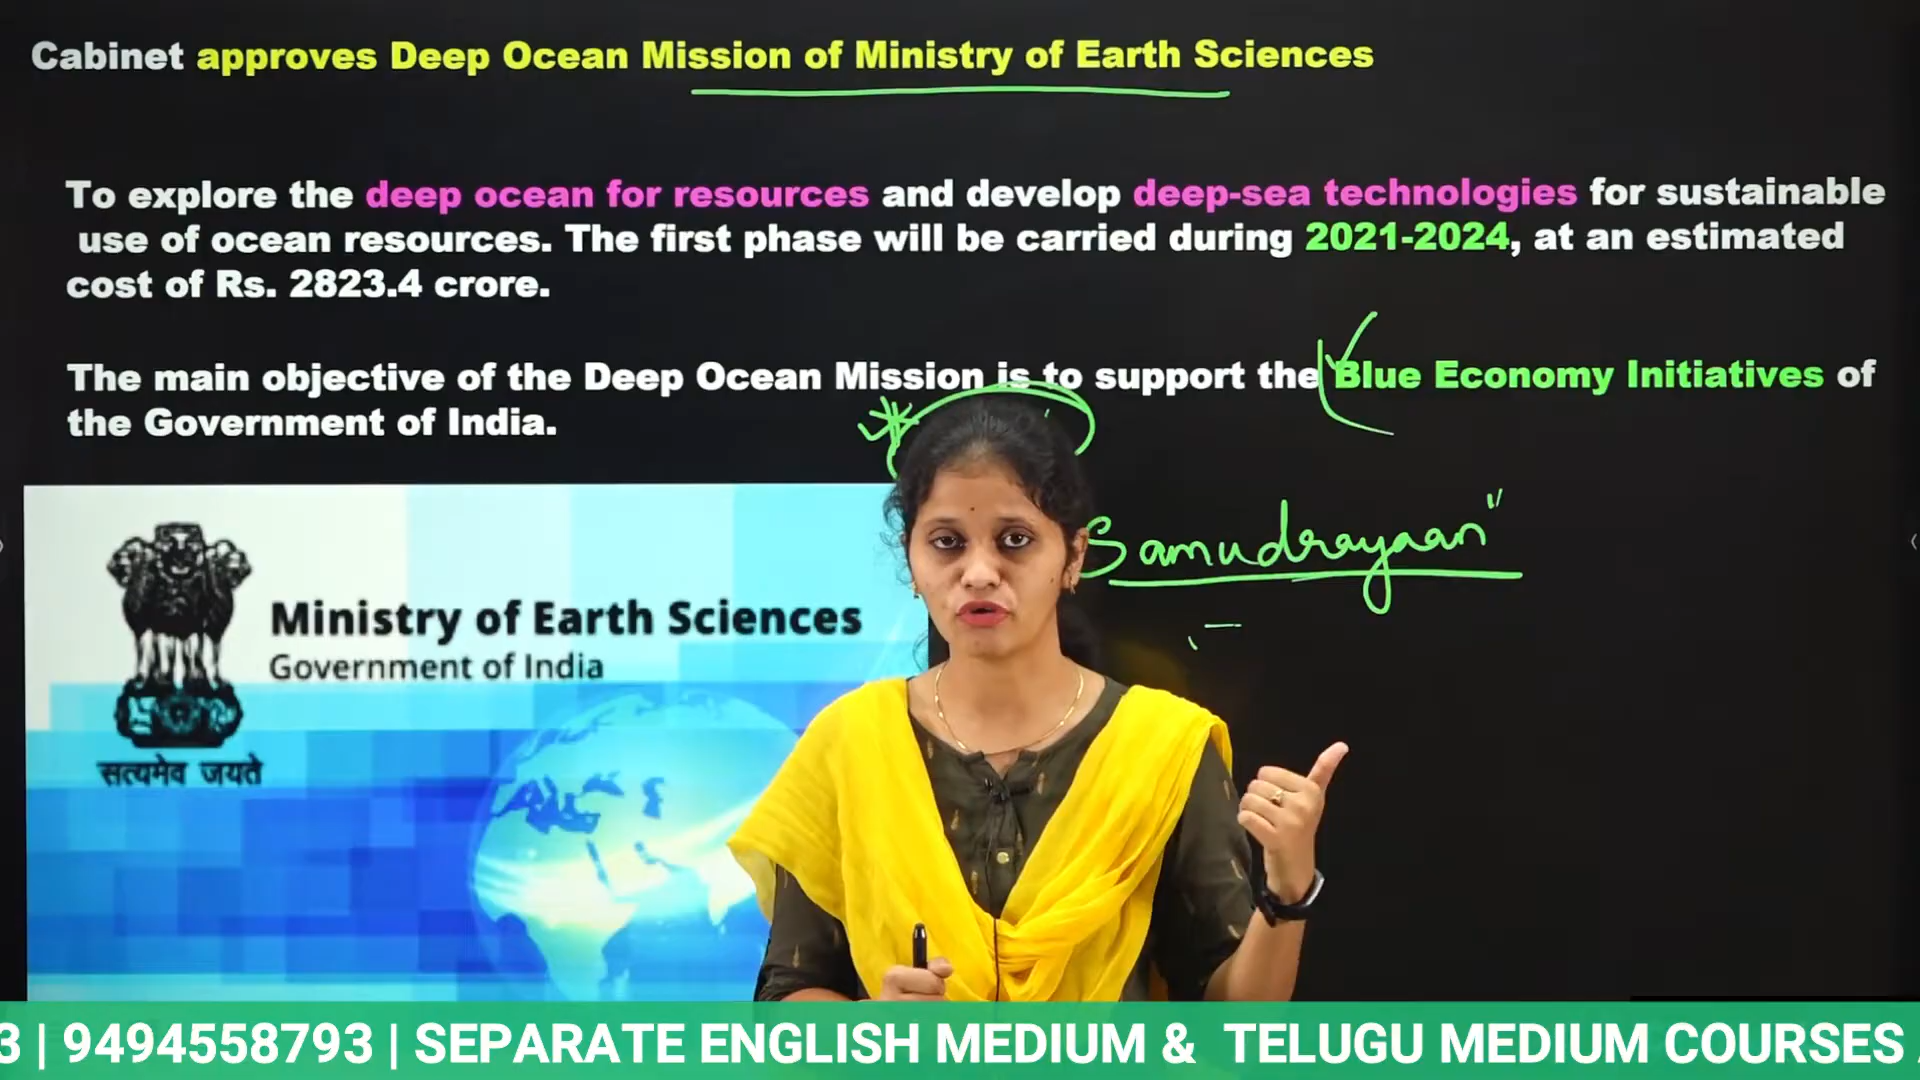 Cabinet approves Deep Ocean Mission of Ministry of Earth Sciences
To explore the deep ocean for resources and develop deep-sea technologies for sustainable
use of ocean resources. The first phase will be carried during 2021-2024, at an estimated
cost of Rs. 2823.4 crore.
The main objective of the Deep Ocean Mission is to support the Blue Economy Initiatives of
the Government of India.
Samudrayaan"
Ministry of Earth Sciences
Government of India
सत्यमेव जयते
3 | 9494558793 | SEPARATE ENGLISH MEDIUM & TELUGU MEDIUM COURSES